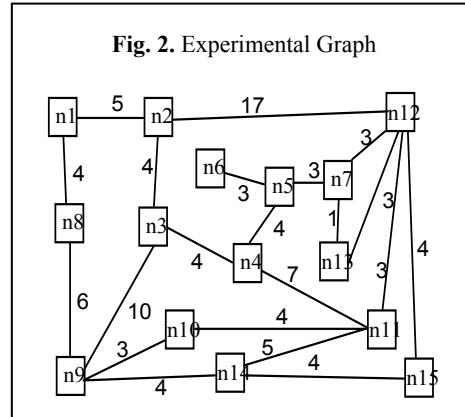 Fig. 2. Experimental Graph
n1 5 n2 17 n12
4 4 n6 3 n7 3
3 n5 3
n8 n3 4 1 4
4 n4 7 n13 3
6 10 n10 4 n11
3 5
n9 4 n14 4 n15